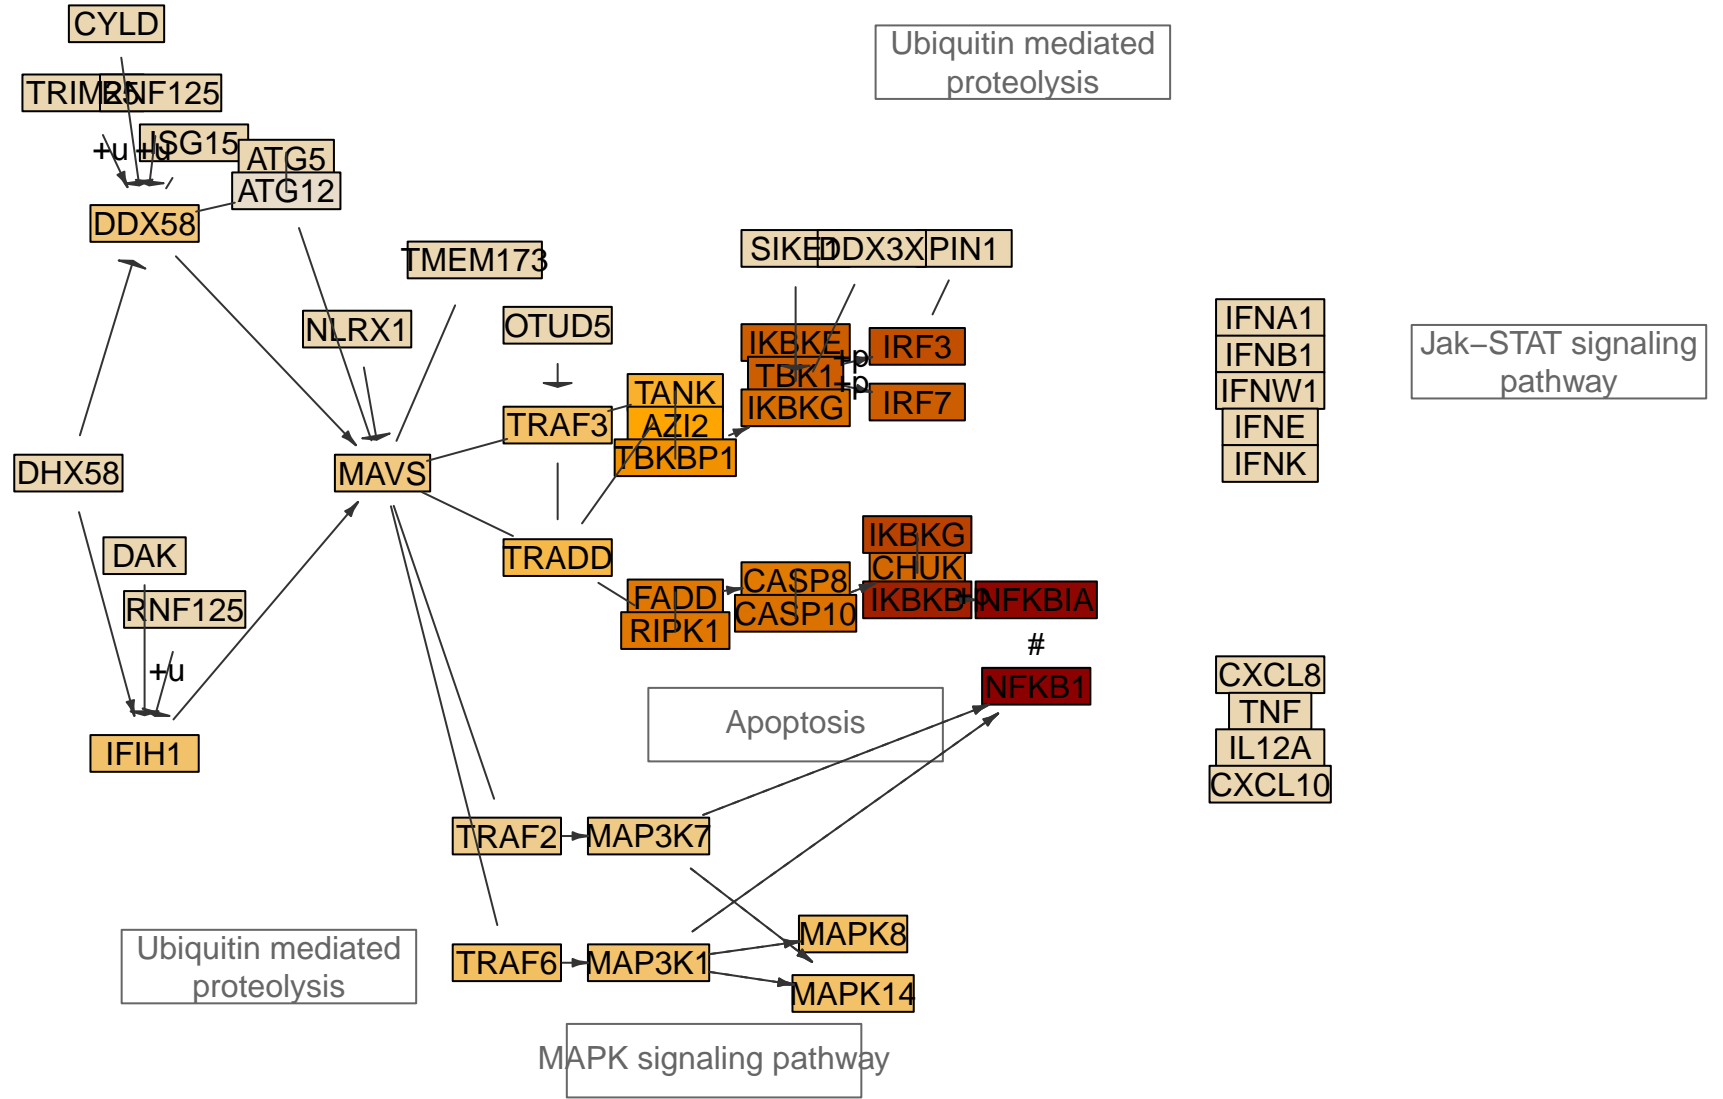 CYLD
Ubiquitin mediated
proteolysis
TRIM25
RNF125
ISG15
+u
+u
ATG5
ATG12
DDX58
TMEM173
SIKE1
DDX3X
PIN1
NLRX1
OTUD5
IKBKE
IRF3
+p
TBK1
+p
IKBKG
IRF7
IFNA1
IFNB1
IFNW1
IFNE
IFNK
Jak–STAT signaling
pathway
TANK
TRAF3
AZI2
TBKBP1
DHX58
MAVS
DAK
TRADD
IKBKG
CHUK
IKBKB
+p
NFKBIA
CASP8
CASP10
FADD
RIPK1
RNF125
+u
#
NFKB1
IFIH1
Apoptosis
CXCL8
TNF
IL12A
CXCL10
TRAF2
MAP3K7
TRAF6
MAP3K1
MAPK8
MAPK14
Ubiquitin mediated
proteolysis
MAPK signaling pathway